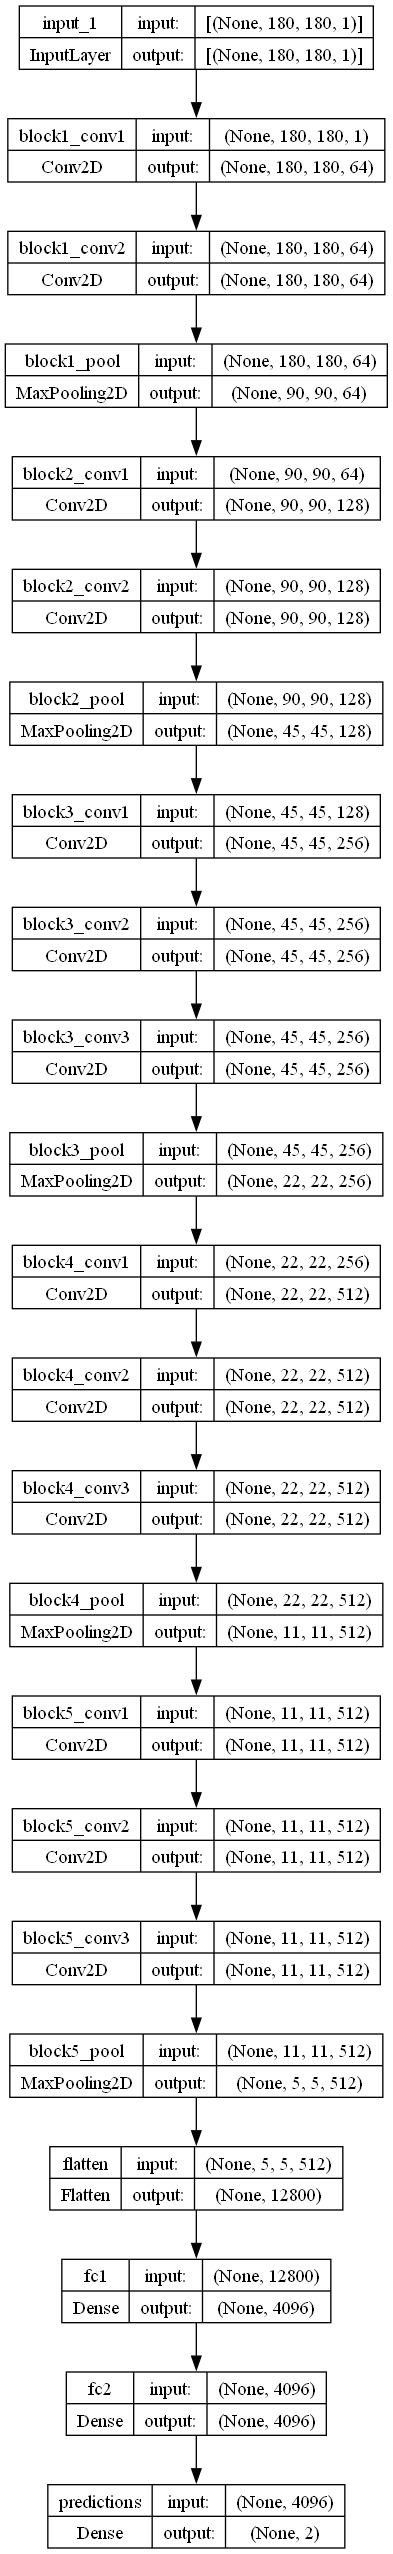 input_1 input: [(None, 180, 180, 1)]
InputLayer output: [(None, 180, 180, 1)]
block1_conv1 input: (None, 180, 180, 1)
Conv2D output: (None, 180, 180, 64)
block1_conv2 input: (None, 180, 180, 64)
Conv2D output: (None, 180, 180, 64)
block1_pool input: (None, 180, 180, 64)
MaxPooling2D output: (None, 90, 90, 64)
block2_conv1 input: (None, 90, 90, 64)
Conv2D output: (None, 90, 90, 128)
block2_conv2 input: (None, 90, 90, 128)
Conv2D output: (None, 90, 90, 128)
block2_pool input: (None, 90, 90, 128)
MaxPooling2D output: (None, 45, 45, 128)
block3_conv1 input: (None, 45, 45, 128)
Conv2D output: (None, 45, 45, 256)
block3_conv2 input: (None, 45, 45, 256)
Conv2D output: (None, 45, 45, 256)
block3_conv3 input: (None, 45, 45, 256)
Conv2D output: (None, 45, 45, 256)
block3_pool input: (None, 45, 45, 256)
MaxPooling2D output: (None, 22, 22, 256)
block4_conv1 input: (None, 22, 22, 256)
Conv2D output: (None, 22, 22, 512)
block4_conv2 input: (None, 22, 22, 512)
Conv2D output: (None, 22, 22, 512)
block4_conv3 input: (None, 22, 22, 512)
Conv2D output: (None, 22, 22, 512)
block4_pool input: (None, 22, 22, 512)
MaxPooling2D output: (None, 11, 11, 512)
block5_conv1 input: (None, 11, 11, 512)
Conv2D output: (None, 11, 11, 512)
block5_conv2 input: (None, 11, 11, 512)
Conv2D output: (None, 11, 11, 512)
block5_conv3 input: (None, 11, 11, 512)
Conv2D output: (None, 11, 11, 512)
block5_pool input: (None, 11, 11, 512)
MaxPooling2D output: (None, 5, 5, 512)
flatten input: (None, 5, 5, 512)
Flatten output: (None, 12800)
fc1 input: (None, 12800)
Dense output: (None, 4096)
fc2 input: (None, 4096)
Dense output: (None, 4096)
predictions input: (None, 4096)
Dense output: (None, 2)